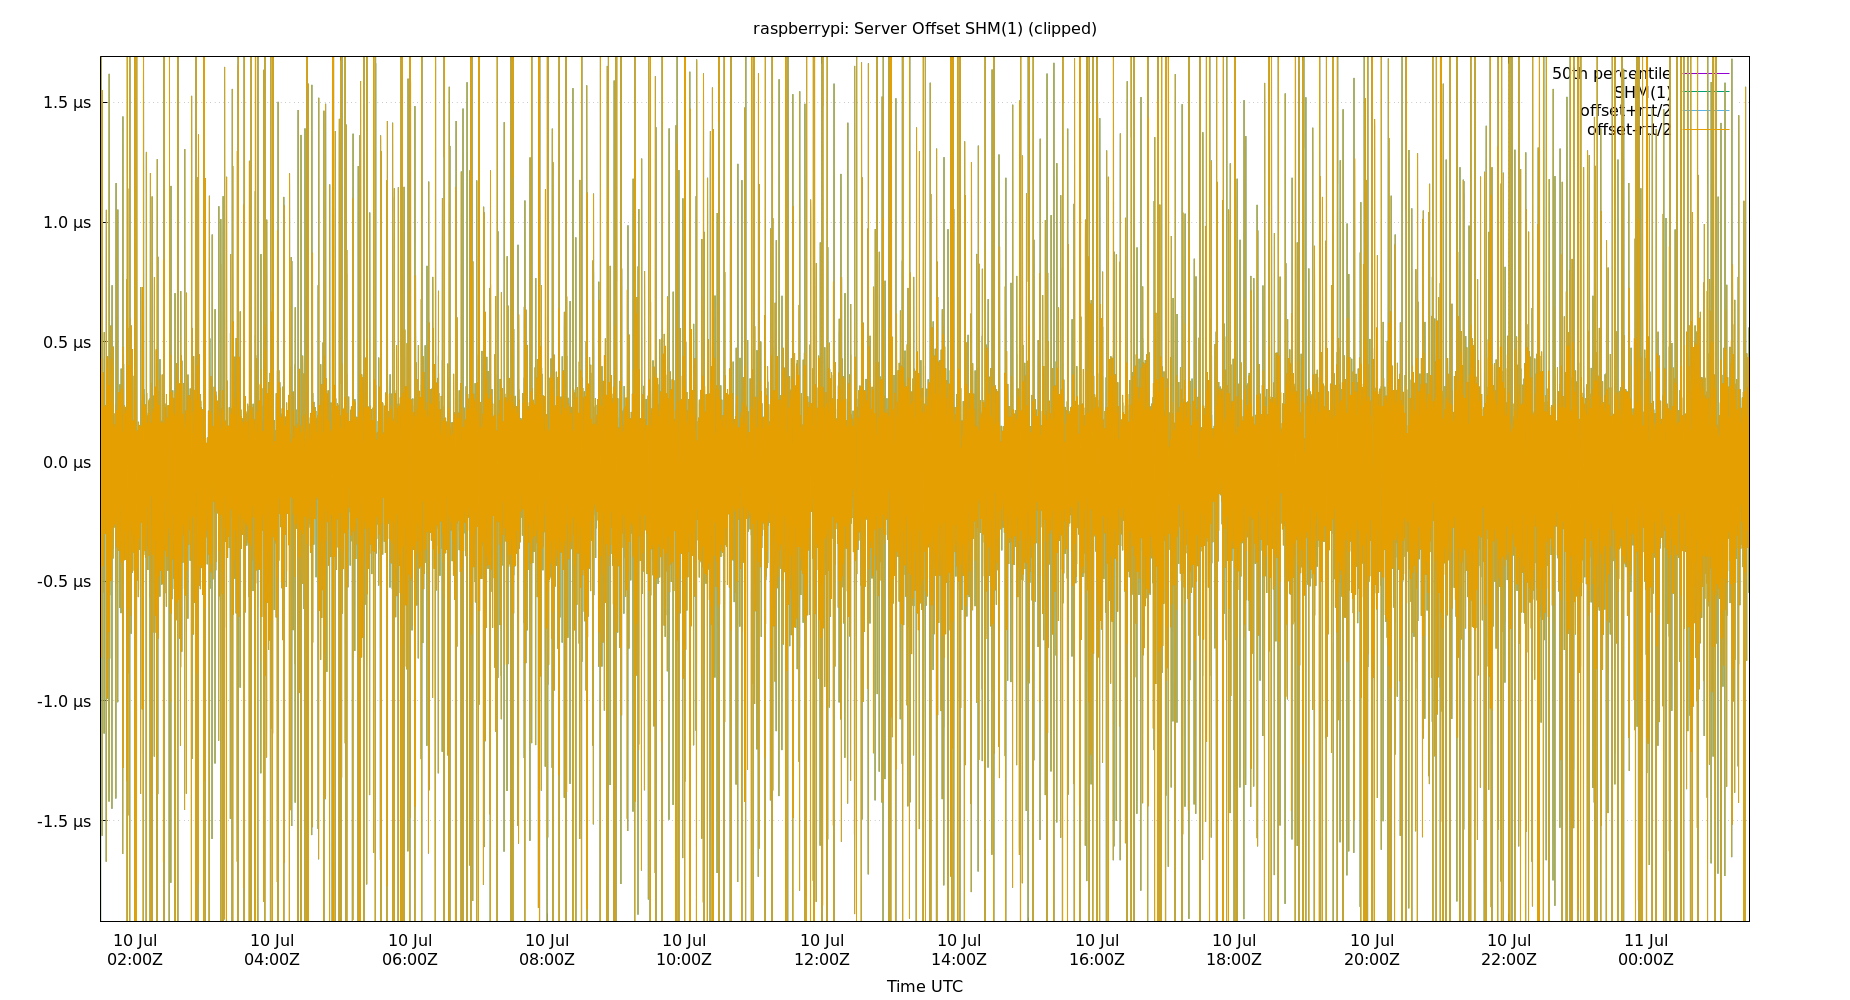 raspberrypi: Server Offset SHM(1) (clipped)
50th percentile
SHM(1)
offset+rtt/2
offset-rtt/2
1.5 µs
1.0 µs
0.5 µs
0.0 µs
-0.5 µs
-1.0 µs
-1.5 µs
10 Jul 10 Jul 10 Jul 10 Jul 10 Jul 10 Jul 10 Jul 10 Jul 10 Jul 10 Jul 10 Jul 11 Jul
02:00Z 04:00Z 06:00Z 08:00Z 10:00Z 12:00Z 14:00Z 16:00Z 18:00Z 20:00Z 22:00Z 00:00Z
Time UTC